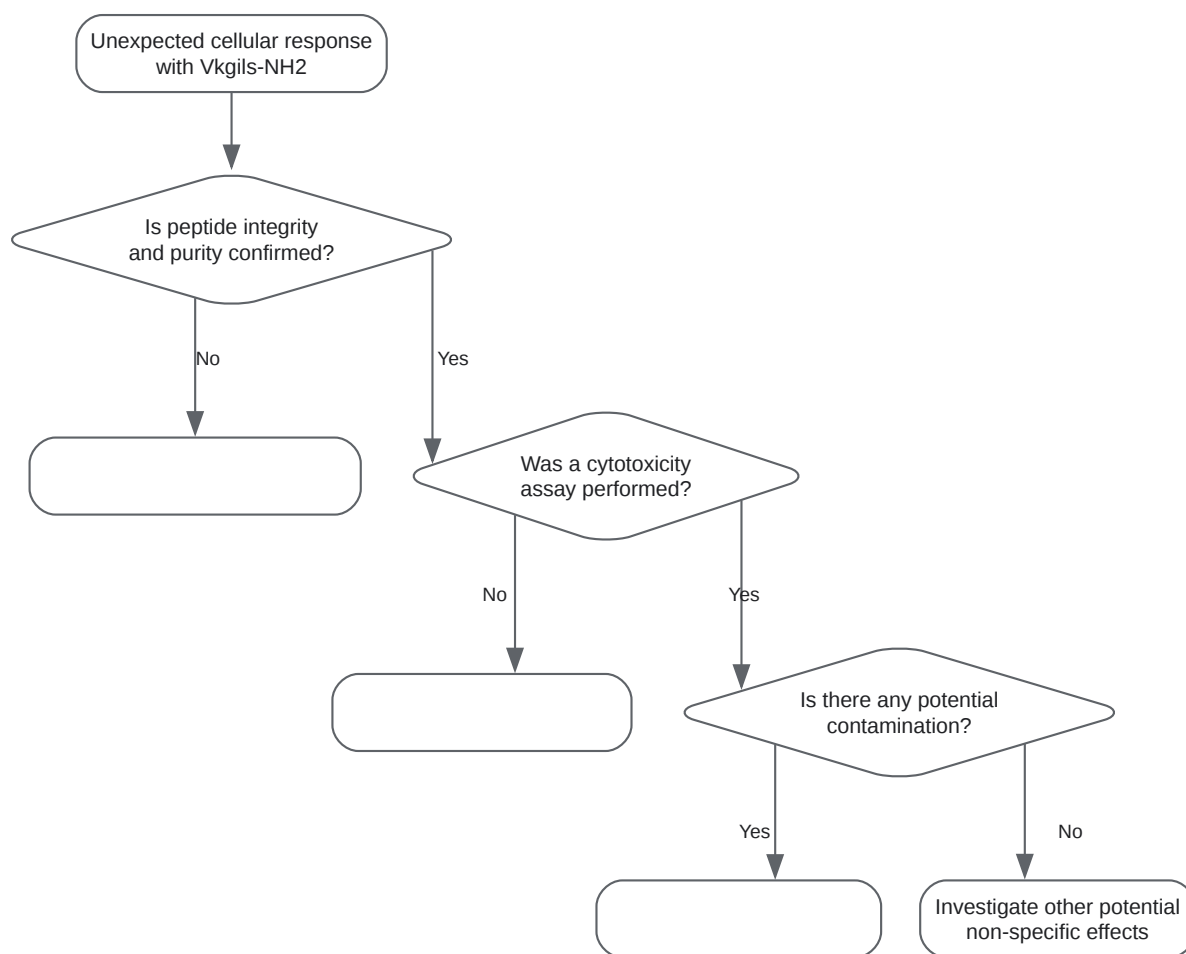 Unexpected cellular response
with Vkgils-NH2
Is peptide integrity
and purity confirmed?
No
Yes
Was a cytotoxicity
assay performed?
No
Yes
Is there any potential
contamination?
Yes
No
Investigate other potential
non-specific effects